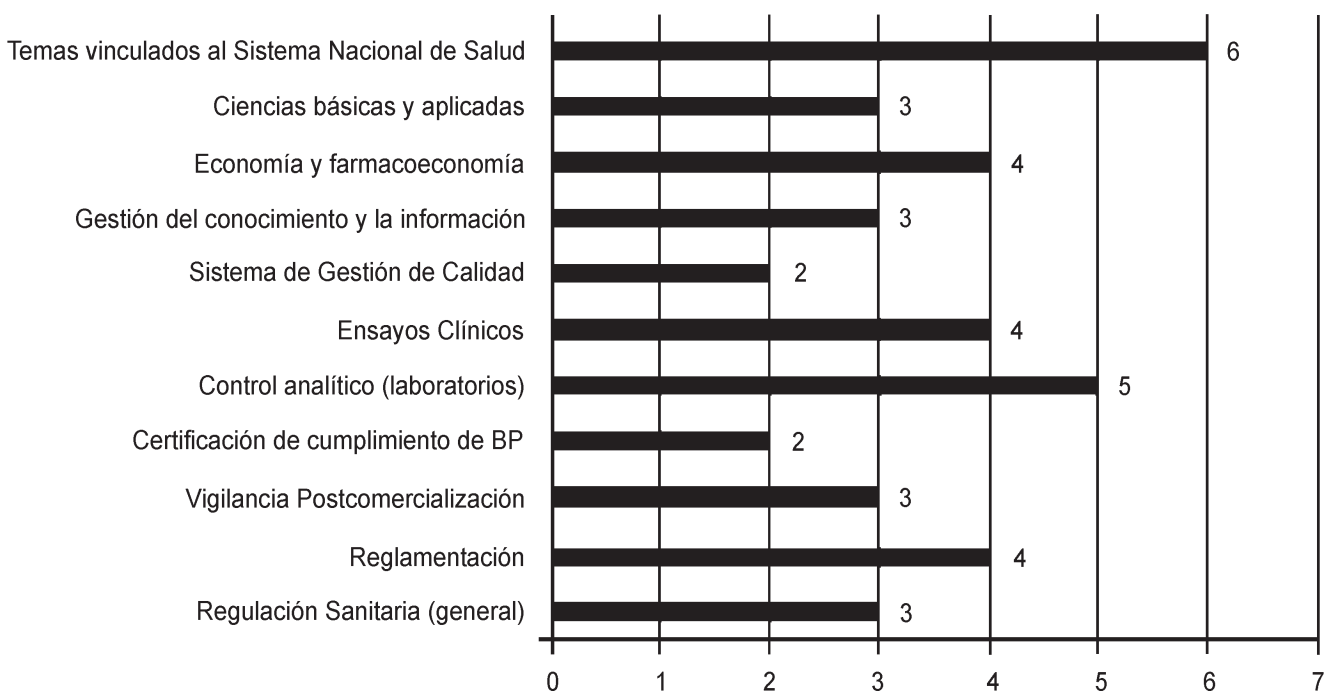 Temas vinculados al Sistema Nacional de Salud 6
Ciencias básicas y aplicadas 3
Economía y farmacoeconomía 4
Gestión del conocimiento y la información 3
Sistema de Gestión de Calidad 2
Ensayos Clínicos 4
Control analítico (laboratorios) 5
Certificación de cumplimiento de BP 2
Vigilancia Postcomercialización 3
Reglamentación 4
Regulación Sanitaria (general) 3
0 1 2 3 4 5 6 7